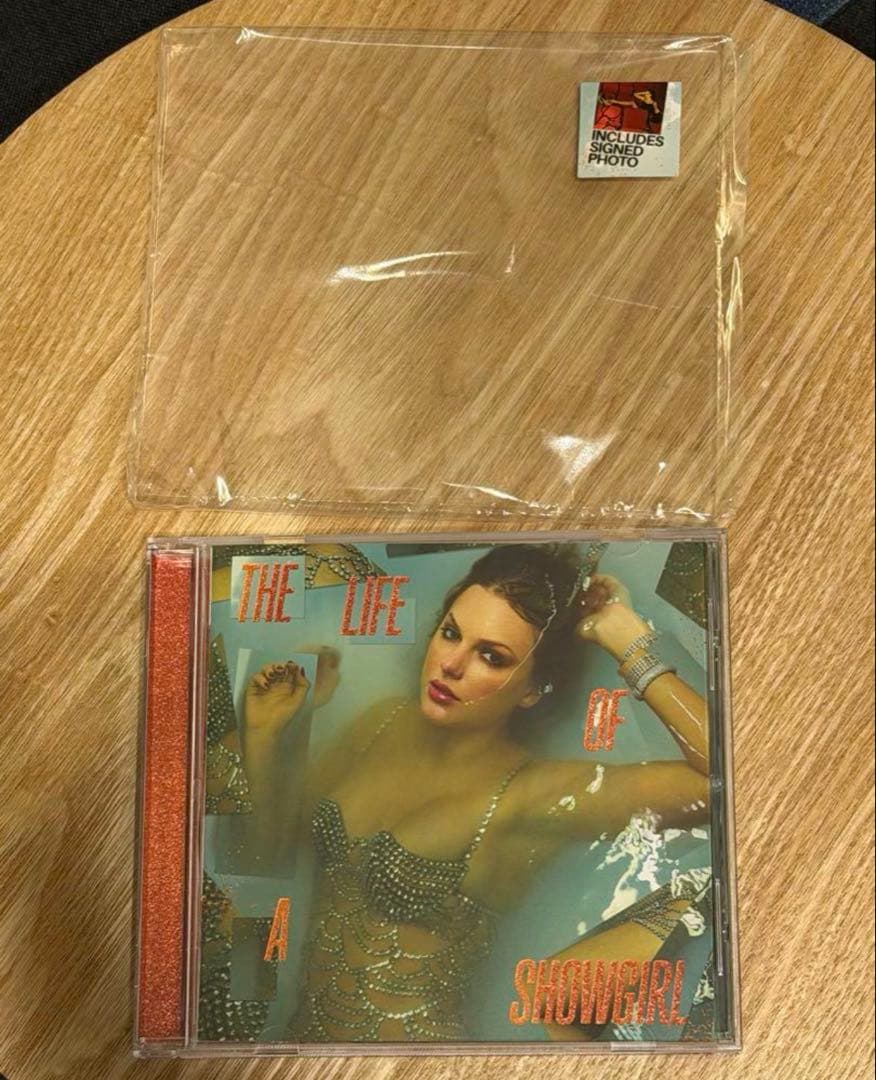 INCLUDES
SIGNED
PHOTO
THE LIFE
OF
A
SHOWGIRL